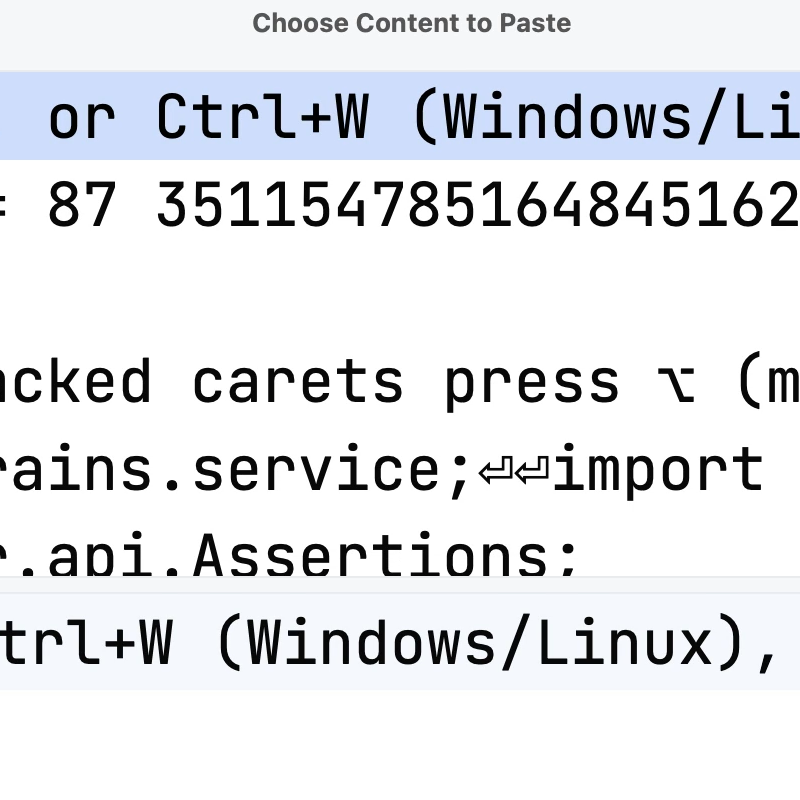 Choose Content to Paste
or Ctrl+W (Windows/Li
= 87 351154785164845162
carets press ⌥ (m
rains.service;⏎⏎import
r.api.Assertions;
trl+W (Windows/Linux),